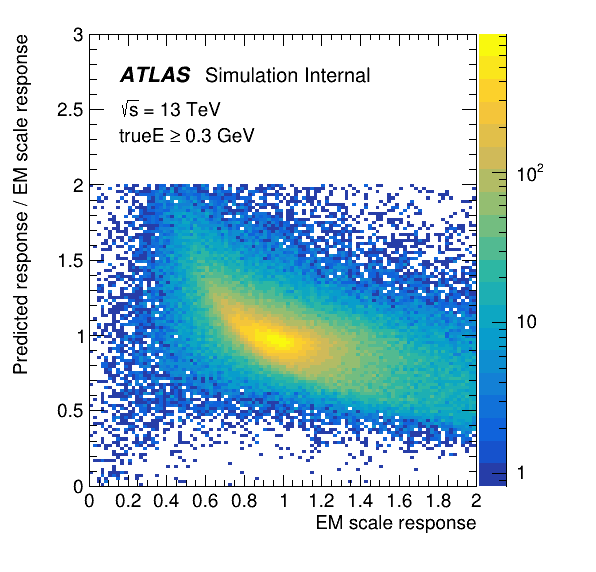 Predicted response / EM scale response
3
2.5
2
1.5
1
0.5
0
ATLAS Simulation Internal
√s = 13 TeV
trueE ≥ 0.3 GeV
0 0.2 0.4 0.6 0.8 1 1.2 1.4 1.6 1.8 2
EM scale response
10²
10
1